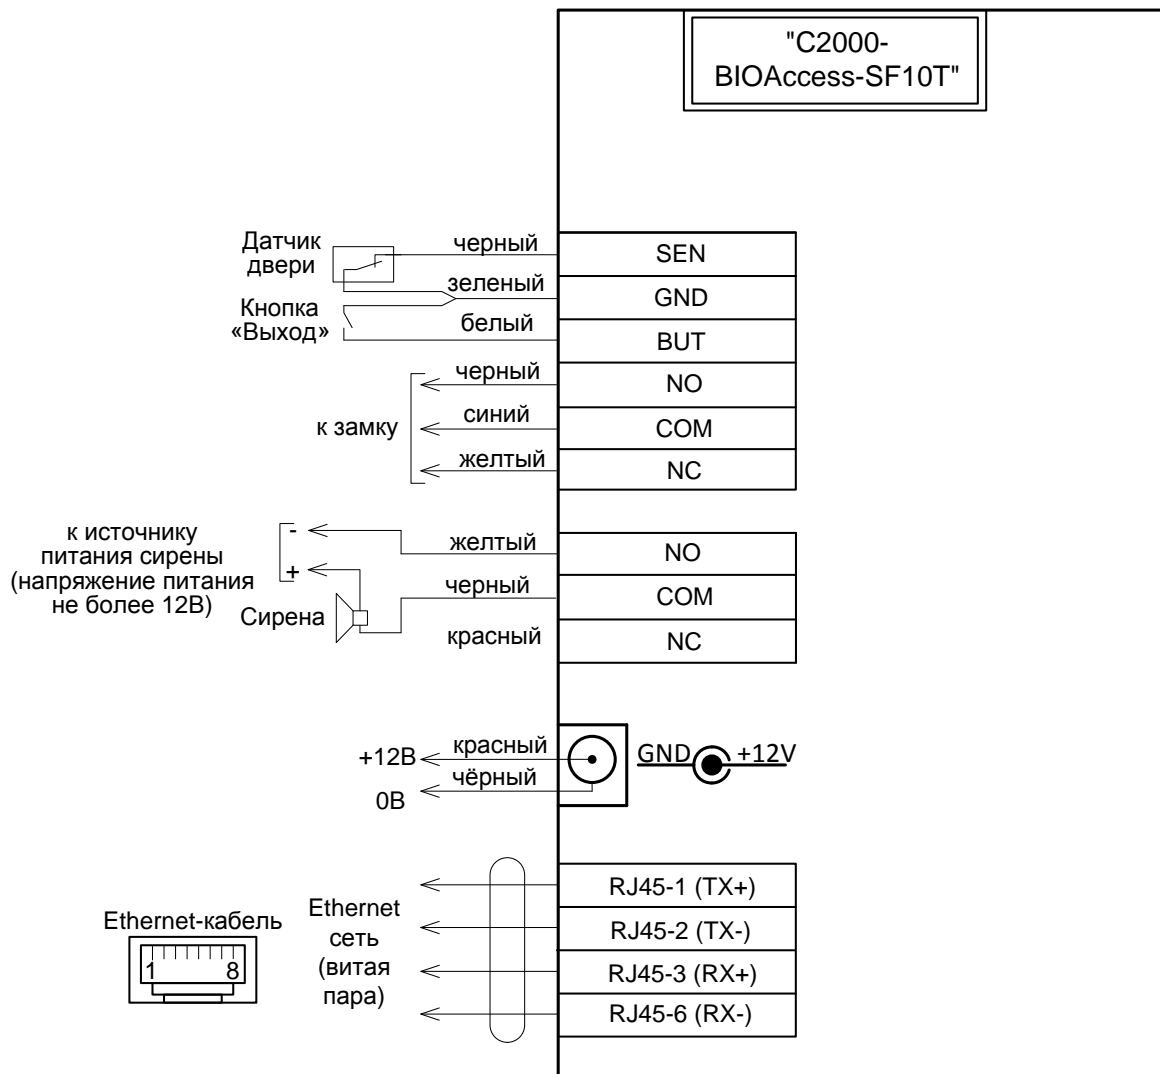 "С2000-
BIOAccess-SF10T"
Датчик
двери
черный
SEN
зеленый
GND
Кнопка
«Выход»
белый
BUT
черный
NO
к замку
синий
COM
желтый
NC
к источнику
питания сирены
(напряжение питания
не более 12В)
-
+
желтый
NO
Сирена
черный
COM
красный
NC
+12В
красный
GND
+12V
0В
чёрный
Ethernet-кабель
1
8
Ethernet
сеть
(витая
пара)
RJ45-1 (TX+)
RJ45-2 (TX-)
RJ45-3 (RX+)
RJ45-6 (RX-)